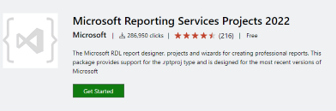 Microsoft Reporting Services Projects 2022
Microsoft | 286,950 clicks | (216) | Free
The Microsoft RDL report designer, projects and wizards for creating professional reports. This
package provides support for the .rptproj type and is designed for the most recent versions of
Microsoft
Get Started